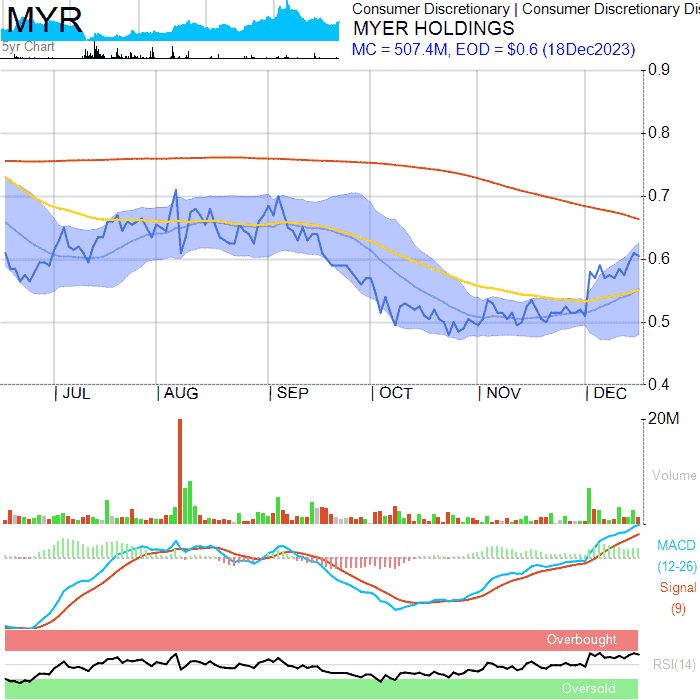 MYR
5yr Chart
Consumer Discretionary | Consumer Discretionary Dis
MYER HOLDINGS
MC = 507.4M, EOD = $0.6 (18Dec2023)
0.9
0.8
0.7
0.6
0.5
0.4
JUL AUG SEP OCT NOV DEC
20M
Volume
MACD
(12-26)
Signal
(9)
Overbought
RSI(14)
Oversold